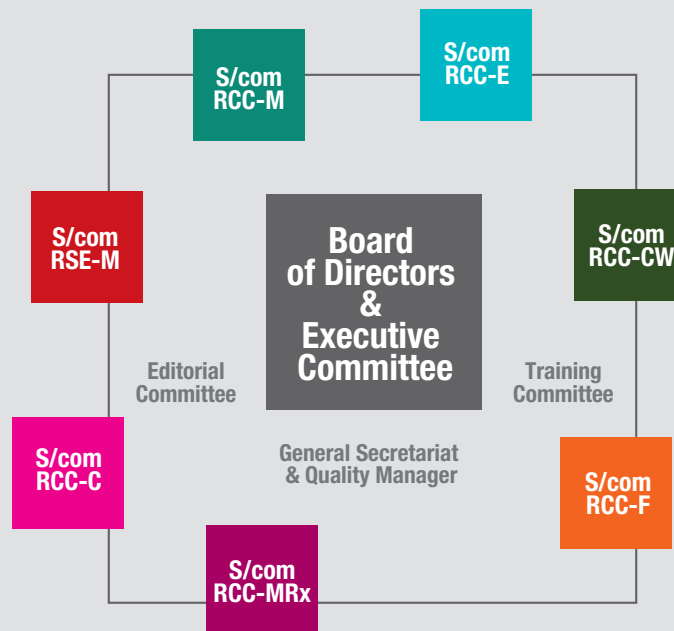 S/com
RCC-M
S/com
RCC-E
S/com
RSE-M
Board
of Directors
&
Executive
Committee
S/com
RCC-CW
Editorial
Committee
Training
Committee
General Secretariat
& Quality Manager
S/com
RCC-C
S/com
RCC-F
S/com
RCC-MRx